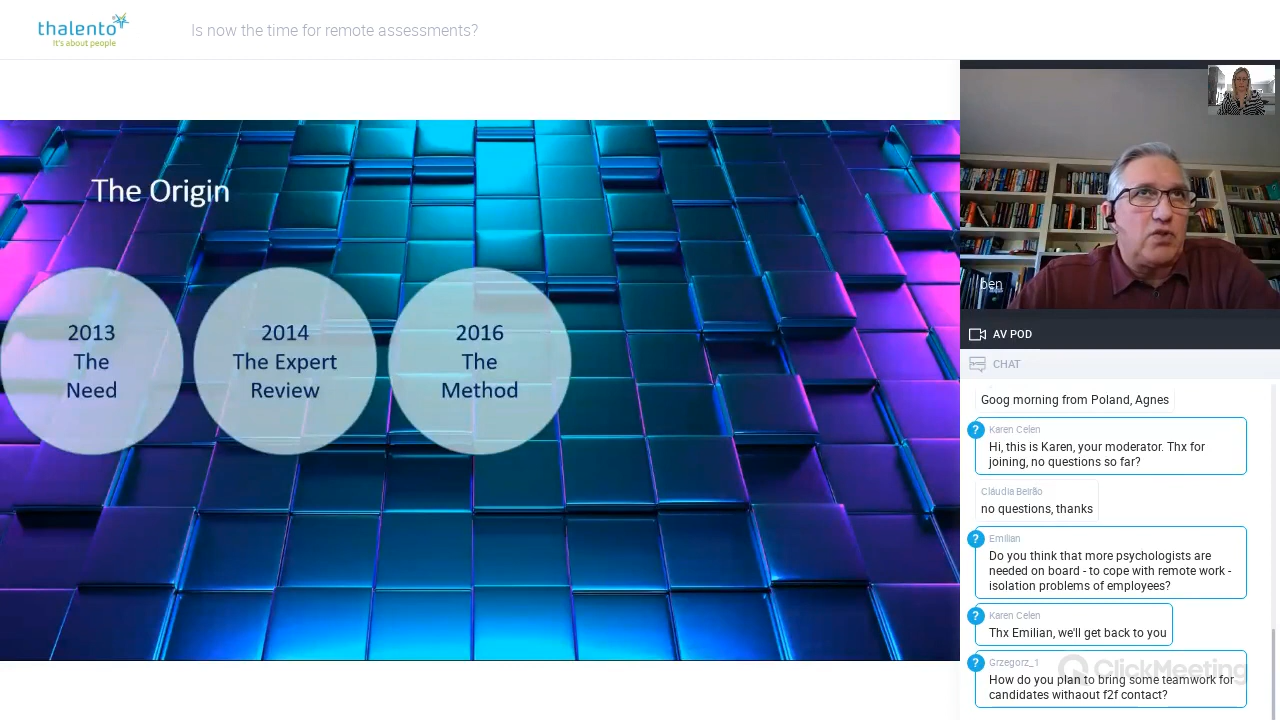 thalento
It's about people
Is now the time for remote assessments?
The Origin
2013
The
Need
2014
The Expert
Review
2016
The
Method
ben
AV POD
CHAT
Goog morning from Poland, Agnes
? Karen Celen
Hi, this is Karen, your moderator. Thx for
joining, no questions so far?
Cláudia Beirão
no questions, thanks
? Emilian
Do you think that more psychologists are
needed on board - to cope with remote work -
isolation problems of employees?
? Karen Celen
Thx Emilian, we'll get back to you
? Grzegorz_1
How do you plan to bring some teamwork for
candidates withaout f2f contact?
ClickMeeting